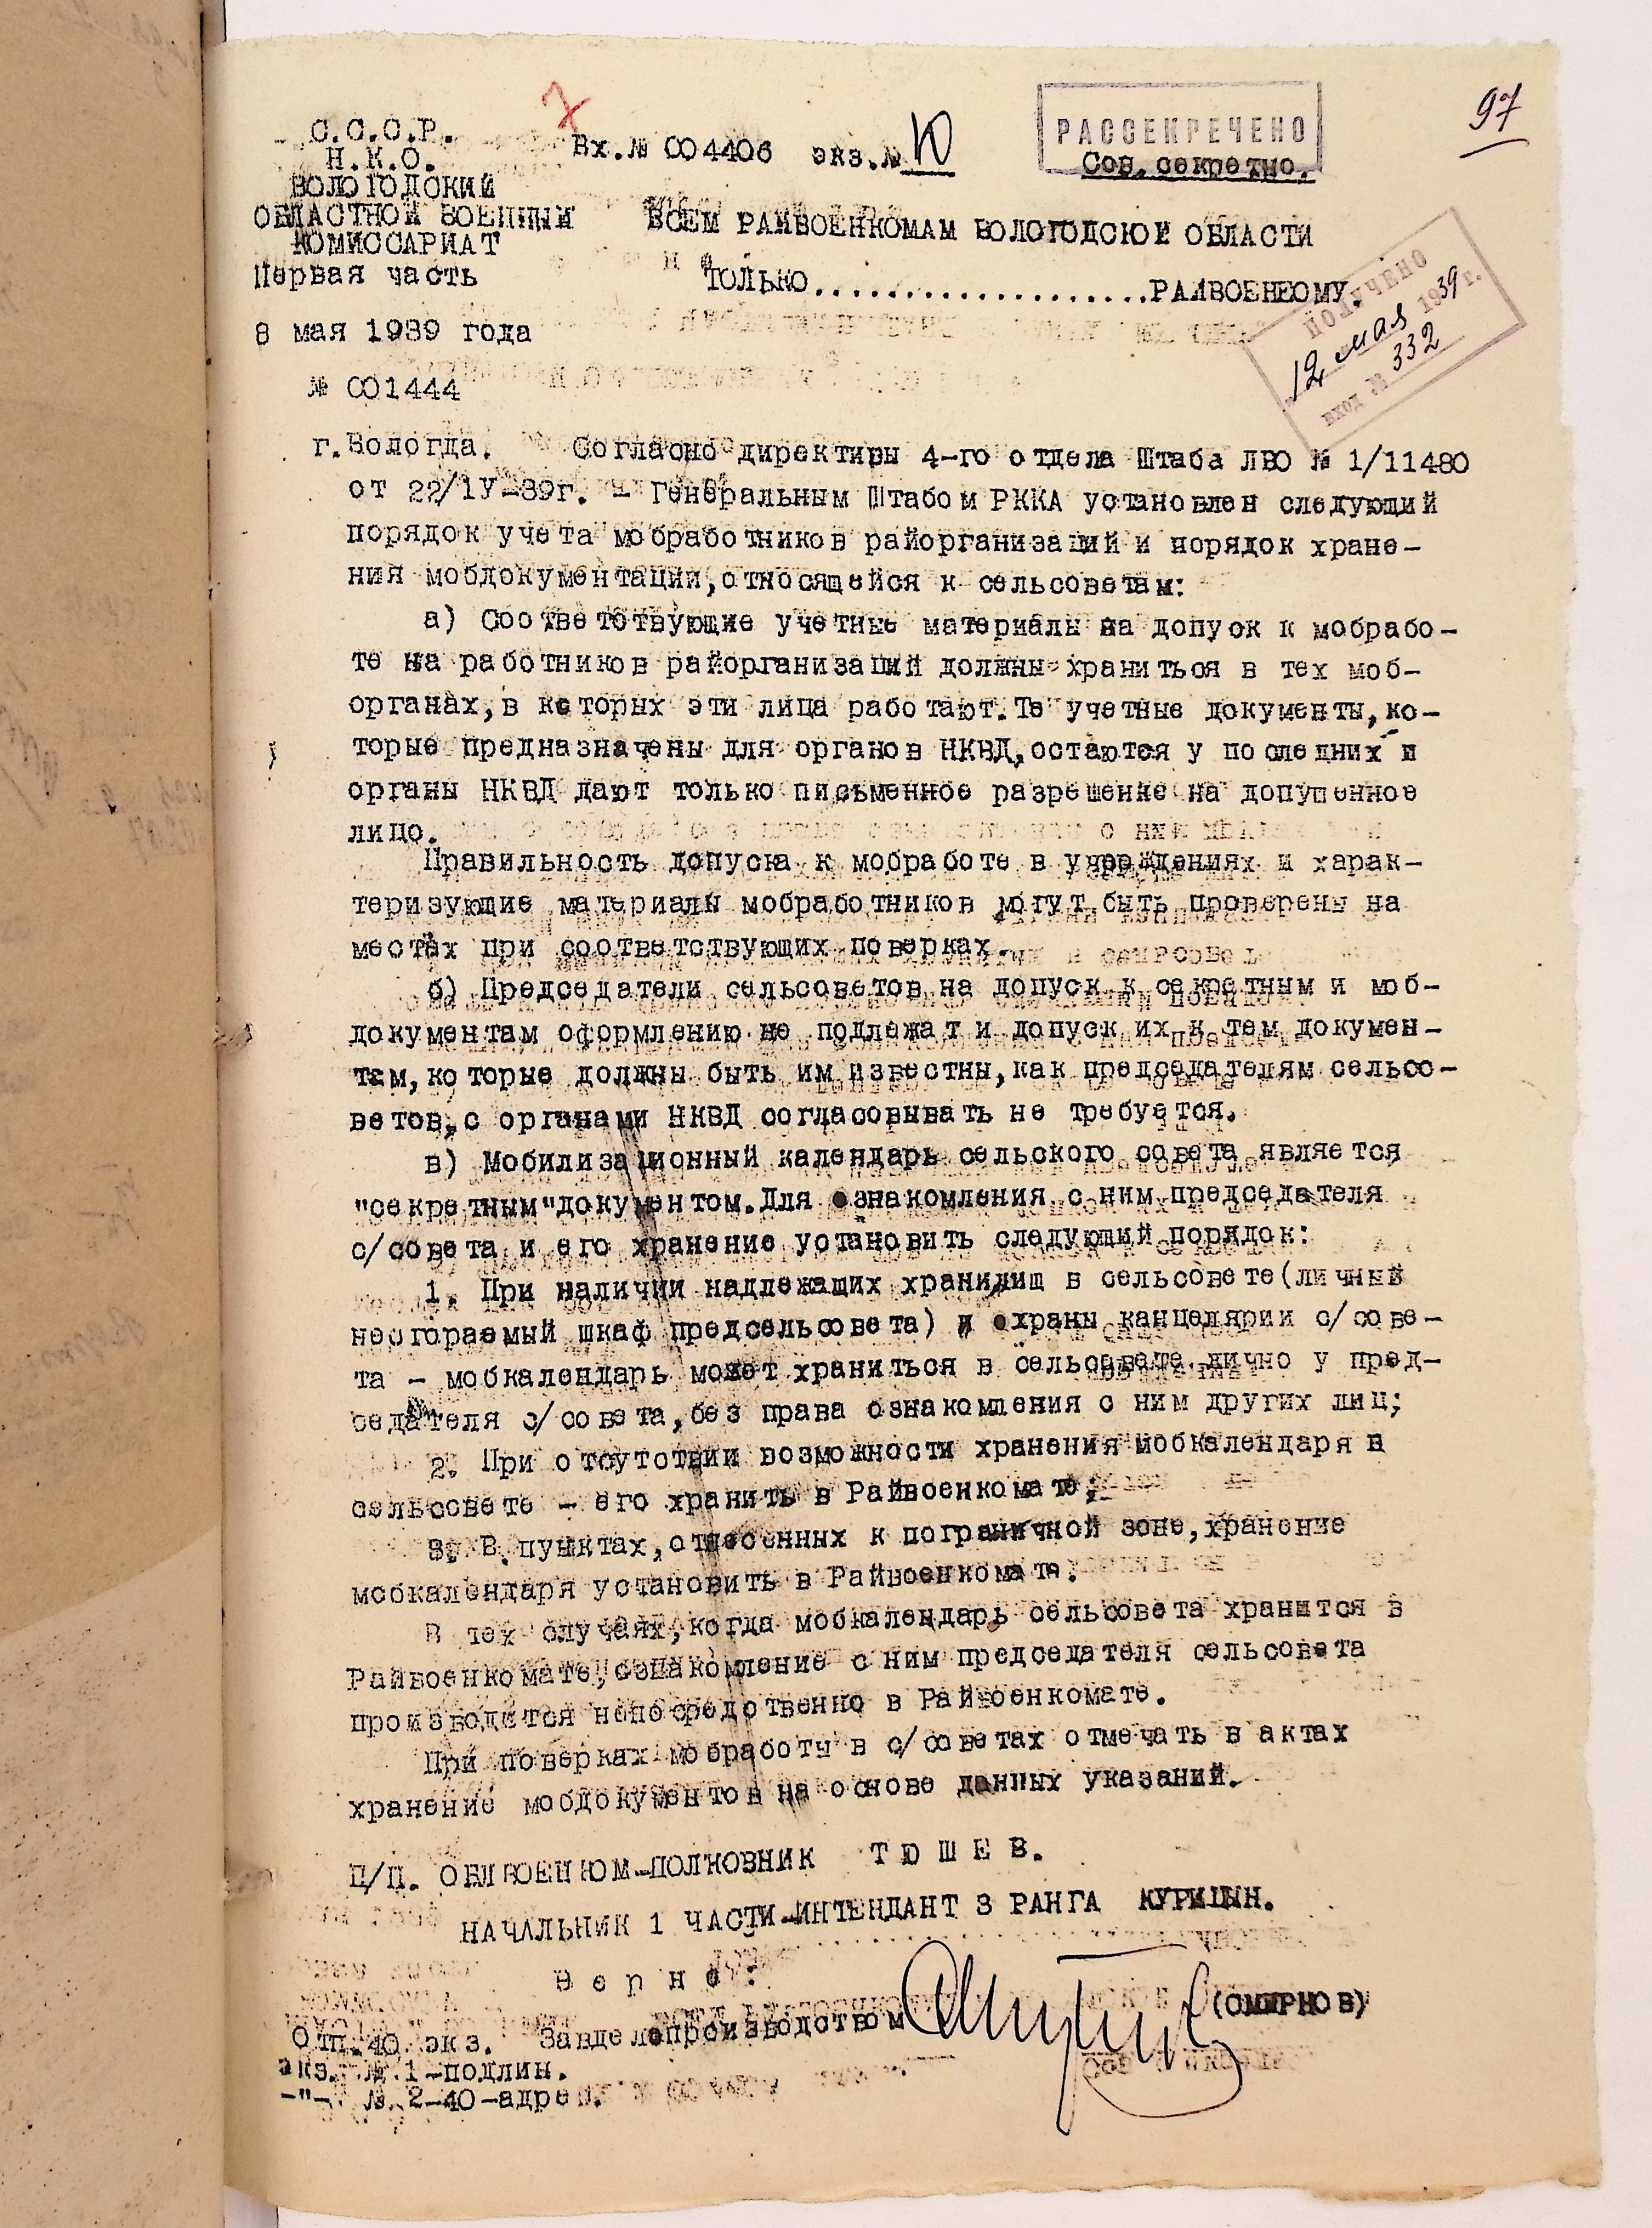 97
7
С.С.С.Р.
Н.К.О.
ВОЛОГОДСКИЙ
ОБЛАСТНОЙ ВОЕННЫЙ
КОМИССАРИАТ
Первая часть
8 мая 1939 года
№ 001444
г.Вологда.
Вх.№ 004406 экз.№ 10
РАССЕКРЕЧЕНО
Сов.секретно.
ВСЕМ РАЙВОЕНКОМАМ ВОЛОГОДСКОЙ ОБЛАСТИ
ТОЛЬКО....................РАЙВОЕНКОМУ.
ПОЛУЧЕНО
12 мая 1939 г.
вход № 332
Согласно директивы 4-го отдела Штаба ЛВО № 1/11480
от 22/1У-39г. - Генеральным Штабом РККА установлен следующий
порядок учета мобработников райорганизаций и порядок хране-
ния мобдокументации,относящейся к сельсоветам:
а) Соответствующие учетные материалы на допуск к мобрабо-
те на работников райорганизаций должны храниться в тех моб-
органах,в которых эти лица работают.Те учетные документы,ко-
торые предназначены для органов НКВД,остаются у последних и
органы НКВД дают только письменное разрешение на допущенное
лицо.
Правильность допуска к мобработе в учреждениях и харак-
теризующие материалы мобработников могут быть проверены на
местах при соответствующих поверках.
б) Председатели сельсоветов на допуск к секретным и моб-
документам оформлению не подлежат и допуск их к тем докумен-
там,которые должны быть им известны,как председателям сельсо-
ветов,с органами НКВД согласовывать не требуется.
в) Мобилизационный календарь сельского совета является
"секретным"документом.Для ознакомления с ним председателя
с/совета и его хранение установить следующий порядок:
1. При наличии надлежащих хранилищ в сельсовете(личный
несгораемый шкаф предсельсовета) и охраны канцелярии с/сове-
та - мобкалендарь может храниться в сельсовете лично у пред-
седателя с/совета,без права ознакомления с ним других лиц;
2. При отсутствии возможности хранения мобкалендаря в
сельсовете - его хранить в Райвоенкомате;
3. В пунктах,отнесенных к пограничной зоне,хранение
мобкалендаря установить в Райвоенкомате.
В тех случаях,когда мобкалендарь сельсовета хранится в
Райвоенкомате,ознакомление с ним председателя сельсовета
производится непосредственно в Райвоенкомате.
При поверках мобработы в с/советах отмечать в актах
хранение мобдокументов на основе данных указаний.
П/П. ОБЛВОЕНКОМ-ПОЛКОВНИК Т Ю Ш Е В.
НАЧАЛЬНИК 1 ЧАСТИ-ИНТЕНДАНТ 3 РАНГА КУРИЦЫН.
В е р н о :
Завделопроизводством (СМИРНОВ)
Отп.40 экз.
экз. № 1-подлин.
-"- № 2-40-адрес.